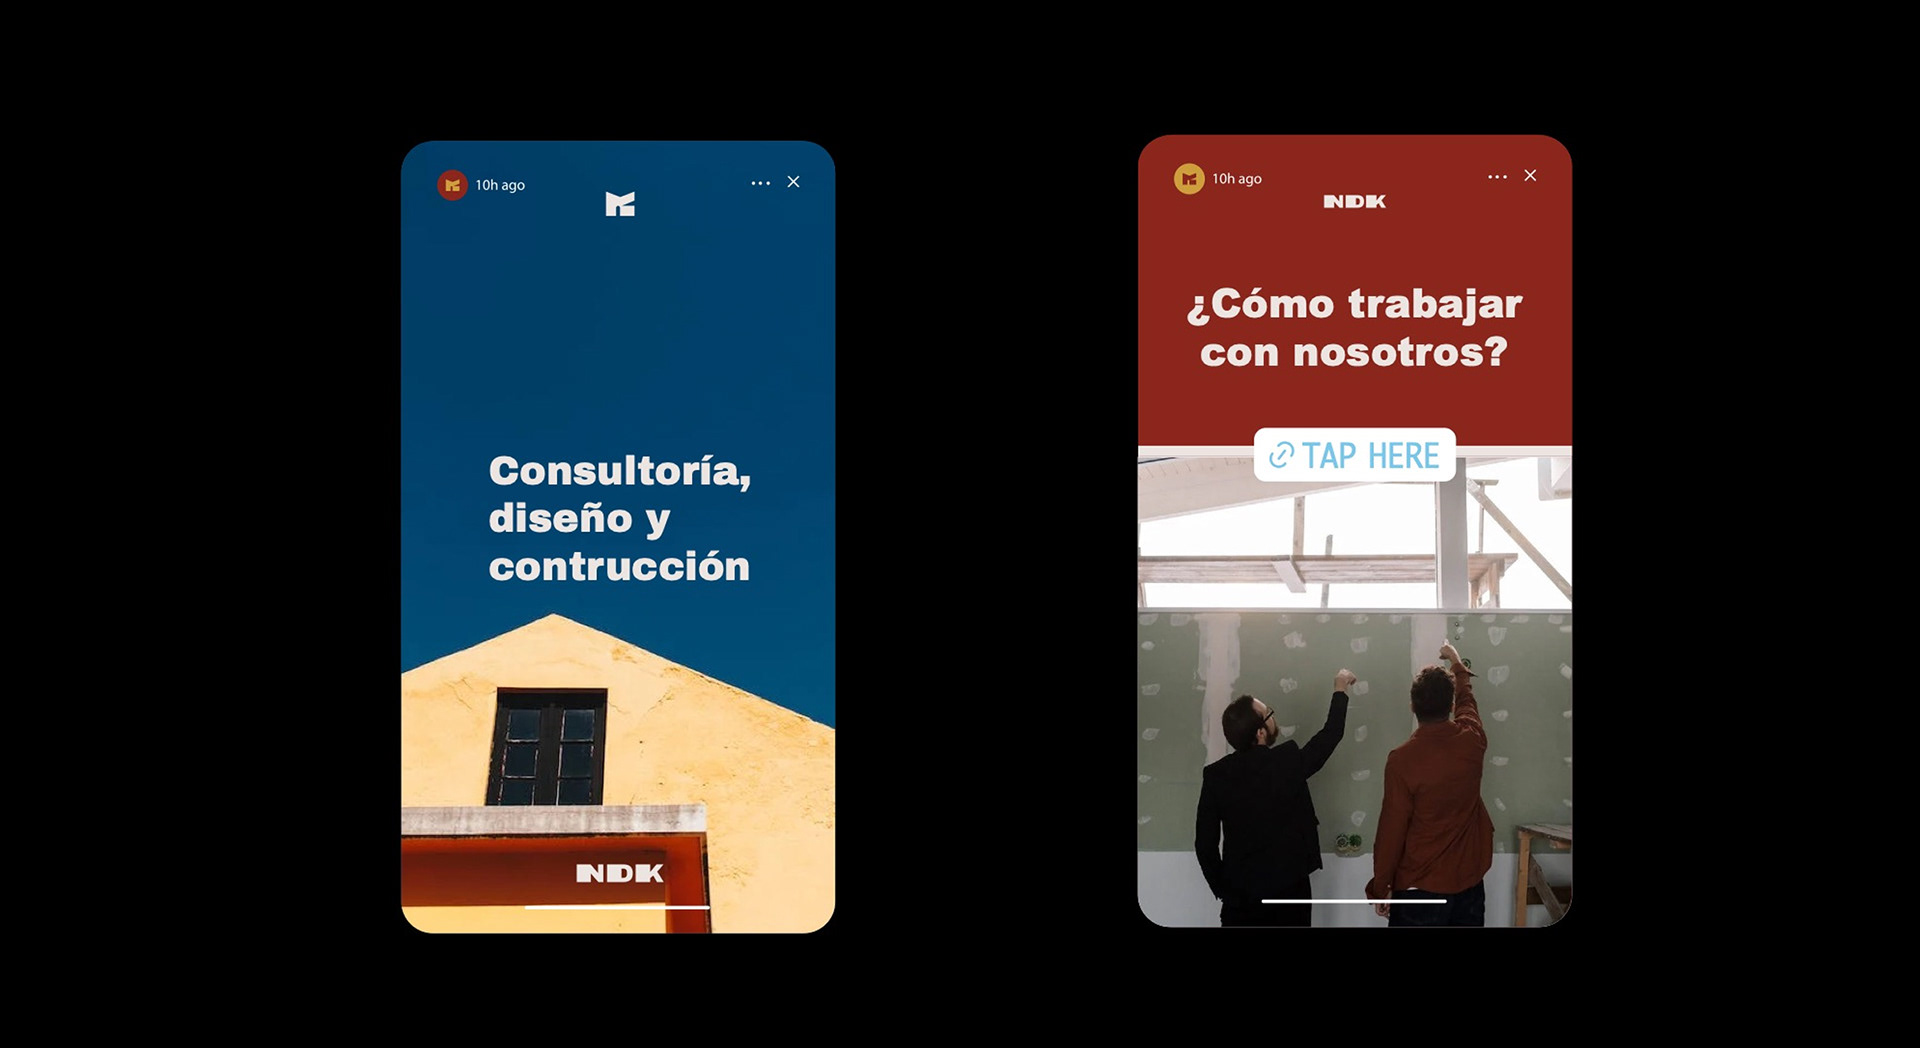 10h ago
Consultoría,
diseño y
contrucción
NDK
10h ago
NDK
¿Cómo trabajar
con nosotros?
TAP HERE